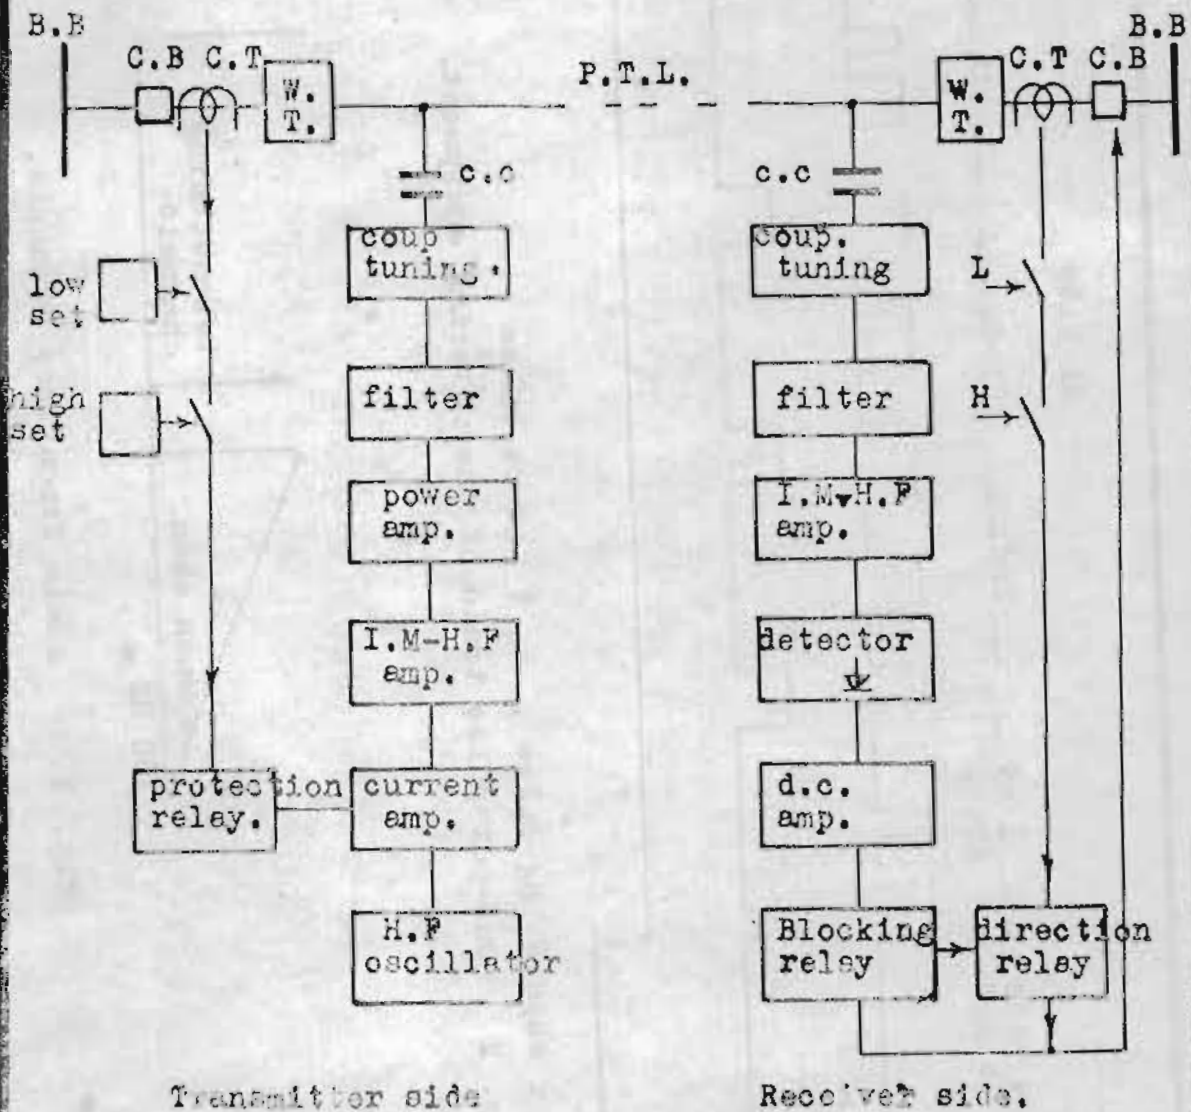 B.B
C.B C.T
W.
T.
P.T.L.
W.
T.
C.T C.B
B.B
c.c
c.c
coup
tuning.
coup.
tuning
low
set
L
high
set
filter
filter
H
power
amp.
I.M-H.F
amp.
I.M-H.F
amp.
detector
protection
relay.
current
amp.
d.c.
amp.
H.F
oscillator
Blocking
relay
direction
relay
Transmitter side
Receiver side.